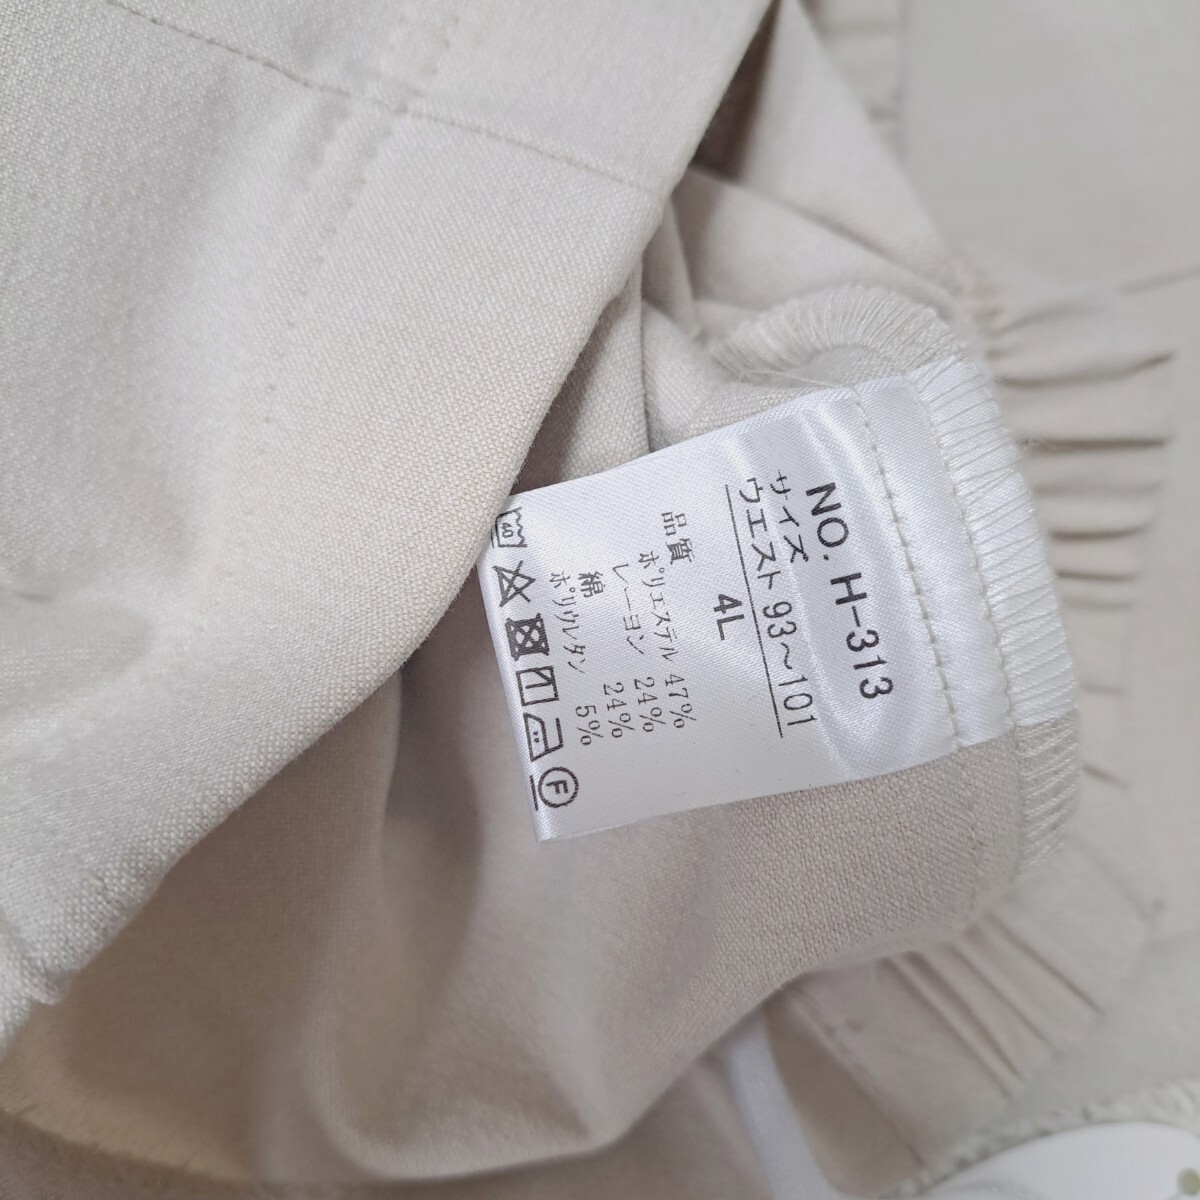 NO. H-313
サイズ
ウエスト 93～101
4L
品質
ポリエステル 47%
レーヨン 24%
綿 24%
ポリウレタン 5%
40
F